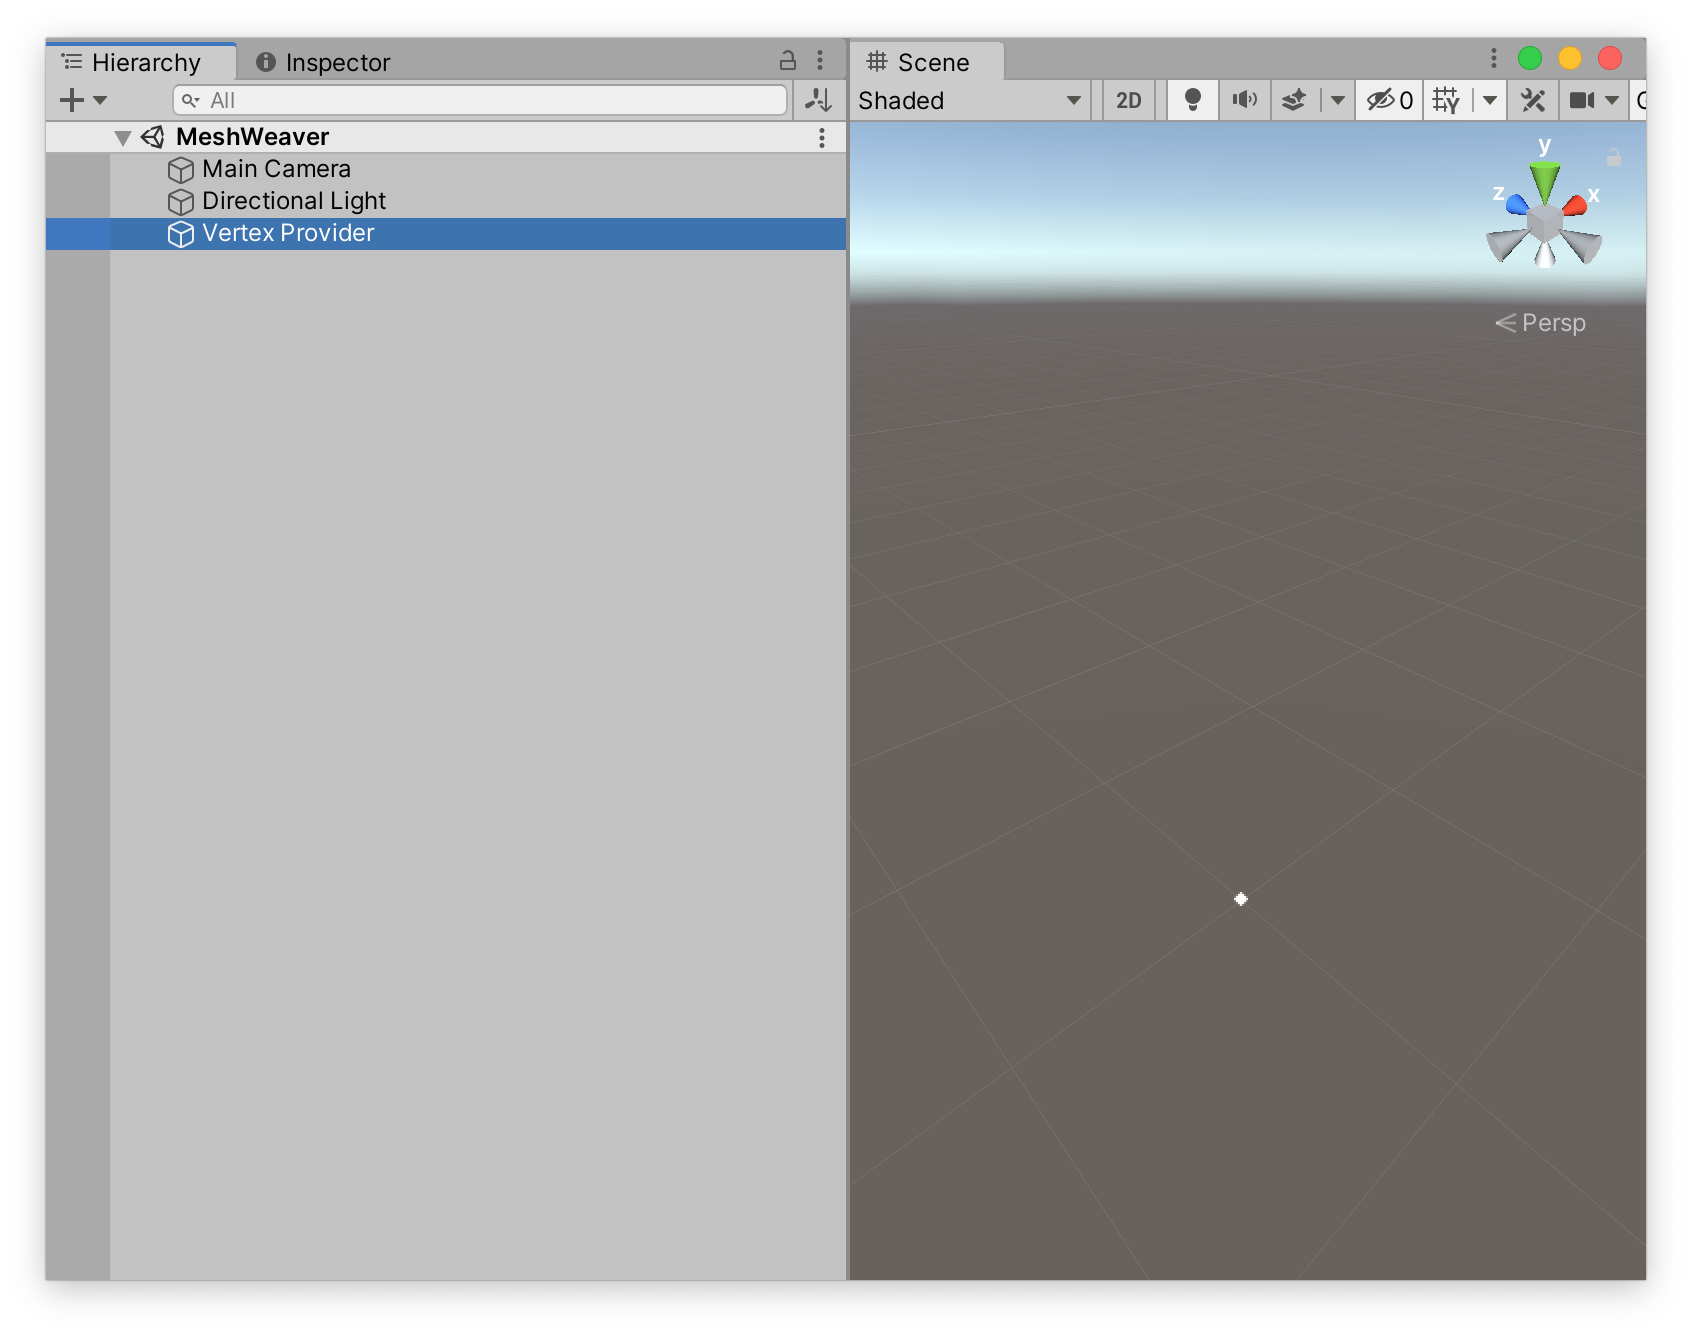 Hierarchy
Inspector
Scene
All
Shaded
2D
0
MeshWeaver
Main Camera
Directional Light
Vertex Provider
y
z
x
Persp